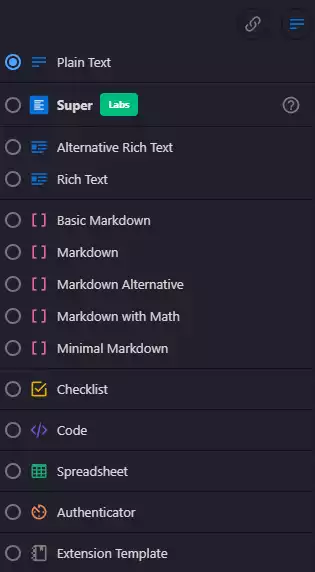 Plain Text
Super Labs
Alternative Rich Text
Rich Text
Basic Markdown
Markdown
Markdown Alternative
Markdown with Math
Minimal Markdown
Checklist
Code
Spreadsheet
Authenticator
Extension Template